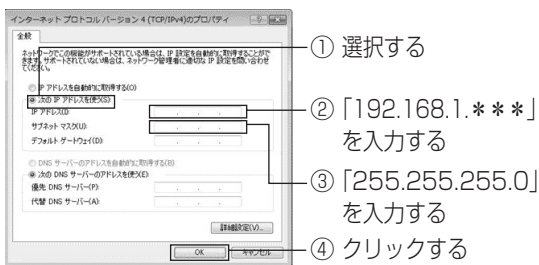 インターネット プロトコル バージョン 4 (TCP/IPv4)のプロパティ
全般
ネットワークでこの機能がサポートされている場合は、IP 設定を自動的に取得することがで
きます。サポートされていない場合は、ネットワーク管理者に適切な IP 設定を問い合わせ
てください。
IP アドレスを自動的に取得する(O)
次の IP アドレスを使う(S):
IP アドレス(I):
サブネット マスク(U):
デフォルト ゲートウェイ(D):
DNS サーバーのアドレスを自動的に取得する(B)
次の DNS サーバーのアドレスを使う(E):
優先 DNS サーバー(P):
代替 DNS サーバー(A):
詳細設定(V)...
OK
キャンセル
① 選択する
② 「192.168.1.***」
を入力する
③ 「255.255.255.0」
を入力する
④ クリックする